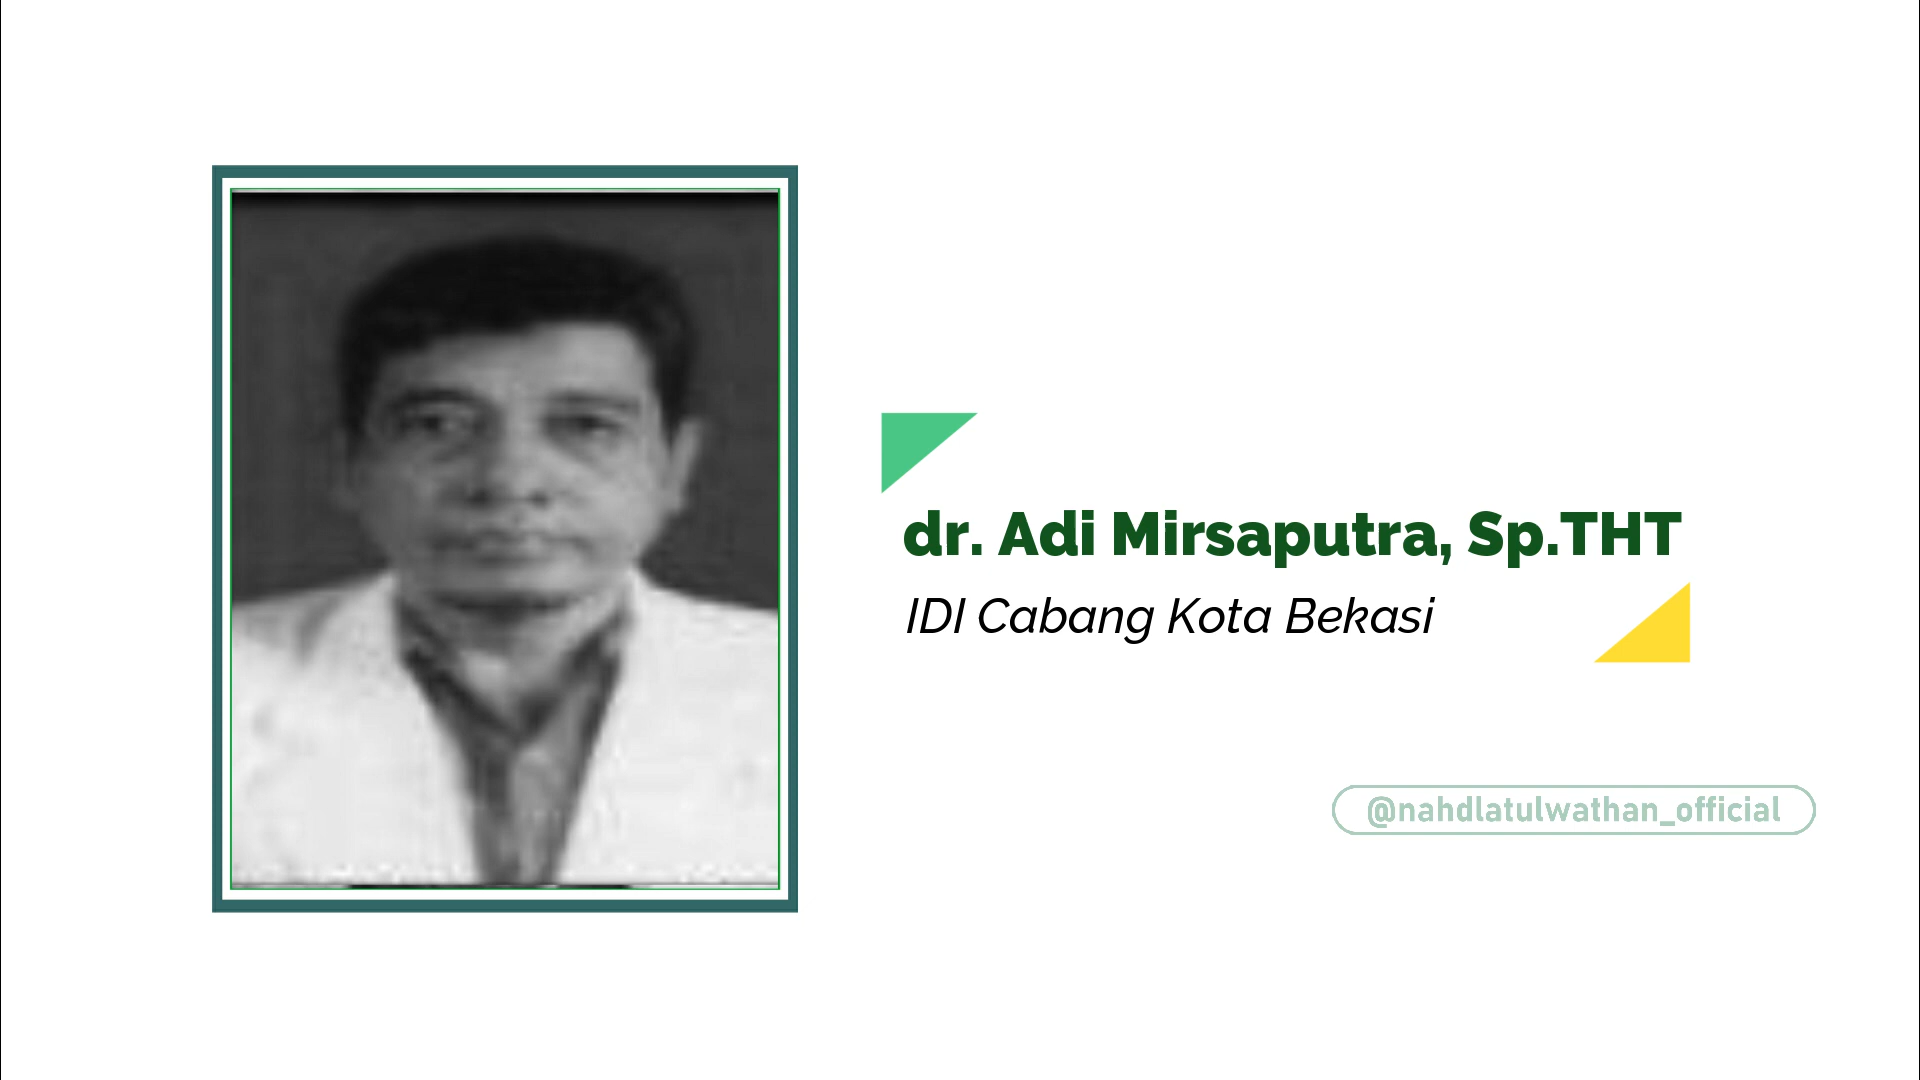 dr. Adi Mirsaputra, Sp.THT
IDI Cabang Kota Bekasi
@nahdlatulwathan_official